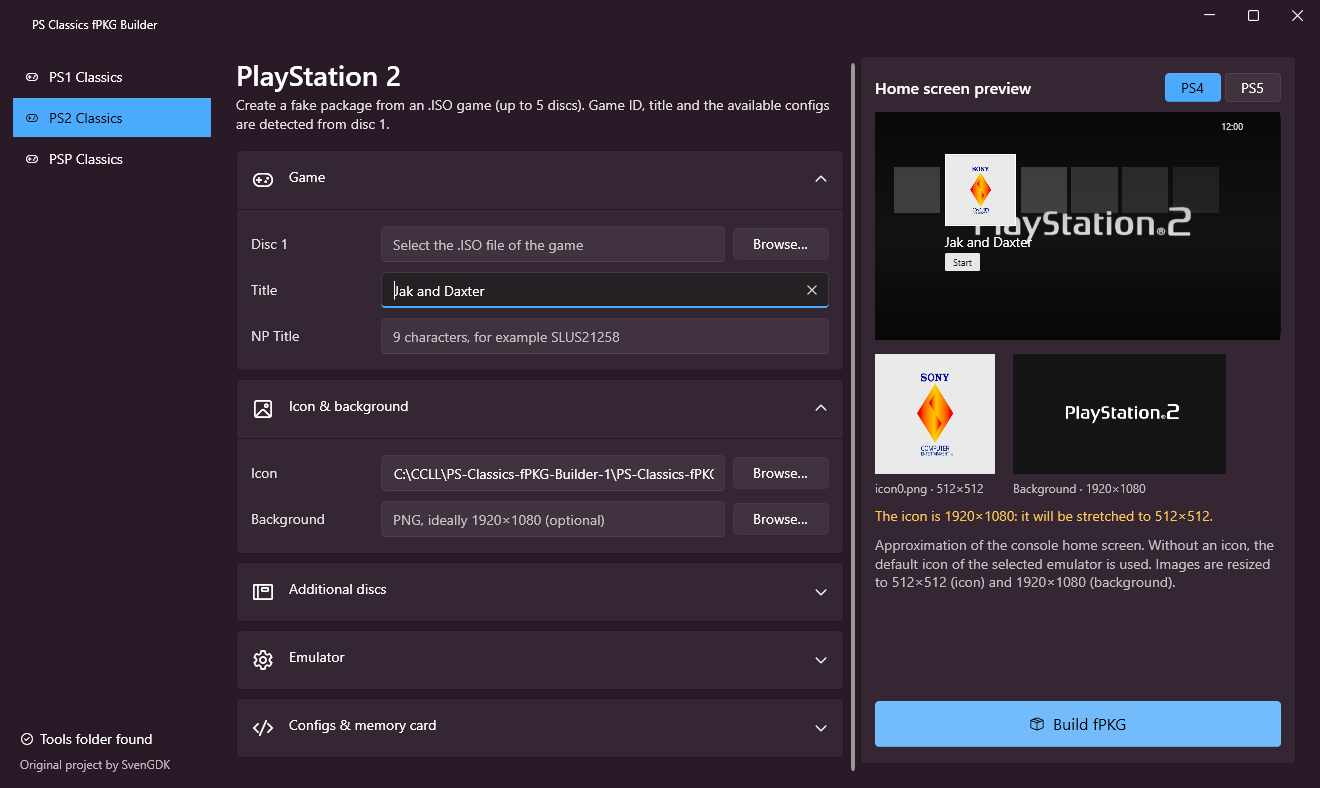 PS Classics fPKG Builder
PS1 Classics
PS2 Classics
PSP Classics
Tools folder found
Original project by SvenGDK
PlayStation 2
Create a fake package from an .ISO game (up to 5 discs). Game ID, title and the available configs
are detected from disc 1.
Game
Disc 1
Select the .ISO file of the game
Browse...
Title
Jak and Daxter
NP Title
9 characters, for example SLUS21258
Icon & background
Icon
C:\CCLL\PS-Classics-fPKG-Builder-1\PS-Classics-fPKG
Browse...
Background
PNG, ideally 1920×1080 (optional)
Browse...
Additional discs
Emulator
Configs & memory card
Home screen preview
PS4
PS5
12:00
SONY
PlayStation®2
Jak and Daxter
Start
SONY
COMPUTER
ENTERTAINMENT
PlayStation®2
icon0.png · 512×512
Background · 1920×1080
The icon is 1920×1080: it will be stretched to 512×512.
Approximation of the console home screen. Without an icon, the
default icon of the selected emulator is used. Images are resized
to 512×512 (icon) and 1920×1080 (background).
Build fPKG